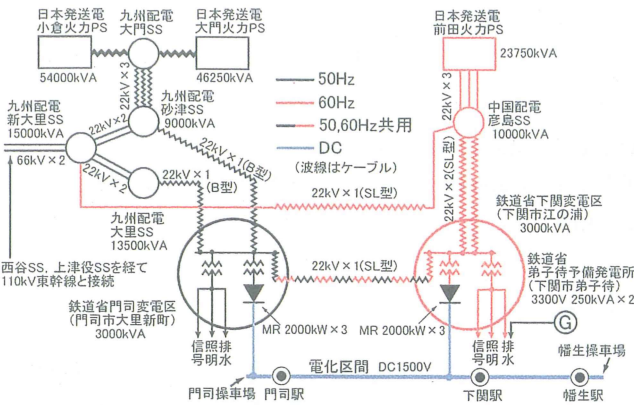 日本発送電
小倉火力PS
54000kVA
九州配電
大門SS
日本発送電
大門火力PS
46250kVA
22kV×3
九州配電
新大里SS
15000kVA
22kV×2
九州配電
砂津SS
9000kVA
66kV×2
22kV×2
22kV×1
(B型)
22kV×1(B型)
九州配電
大里SS
13500kVA
50Hz
60Hz
50,60Hz共用
DC
(波線はケーブル)
日本発送電
前田火力PS
23750kVA
22kV×3
中国配電
彦島SS
10000kVA
22kV×1(SL型)
22kV×2(SL型)
鉄道省下関変電区
(下関市江の浦)
3000kVA
鉄道省
弟子待予備発電所
(下関市弟子待)
3300V 250kVA×2
G
西谷SS, 上津役SSを経て
110kV東幹線と接続
22kV×1(SL型)
鉄道省門司変電区
(門司市大里新町)
3000kVA
MR 2000kW×3
MR 2000kW×3
信号
照明
排水
信号
照明
排水
電化区間 DC1500V
門司操車場
門司駅
下関駅
幡生駅
幡生操車場